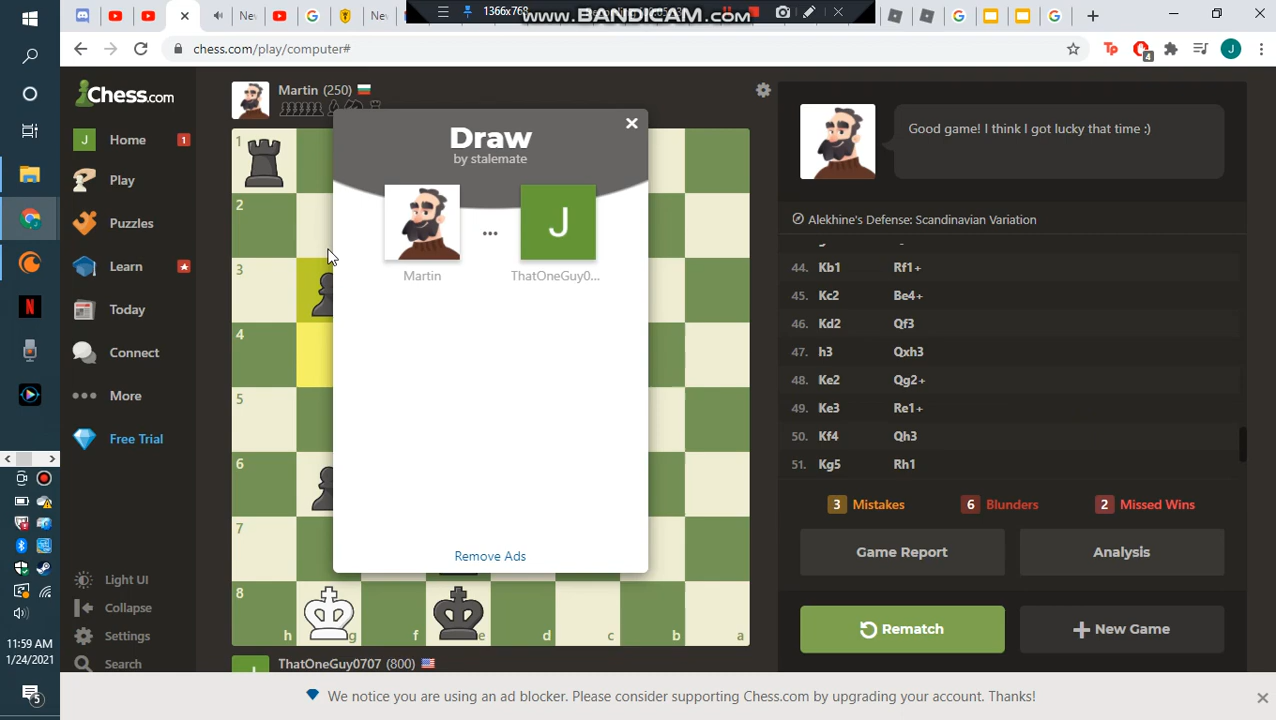 1366x768
www.BANDICAM.com
Nev
Nev
chess.com/play/computer#
4
J
Chess.com
Martin (250)
J Home 1
Play
Puzzles
Learn
Today
Connect
More
Free Trial
Light UI
Collapse
Settings
Search
11:59 AM
1/24/2021
5
1
2
3
4
5
6
7
8
h g f e d c b a
Draw
by stalemate
J
Martin ThatOneGuy0...
Remove Ads
J ThatOneGuy0707 (800)
Good game! I think I got lucky that time :)
Alekhine's Defense: Scandinavian Variation
44. Kb1 Rf1+
45. Kc2 Be4+
46. Kd2 Qf3
47. h3 Qxh3
48. Ke2 Qg2+
49. Ke3 Re1+
50. Kf4 Qh3
51. Kg5 Rh1
3 Mistakes 6 Blunders 2 Missed Wins
Game Report Analysis
Rematch New Game
We notice you are using an ad blocker. Please consider supporting Chess.com by upgrading your account. Thanks!